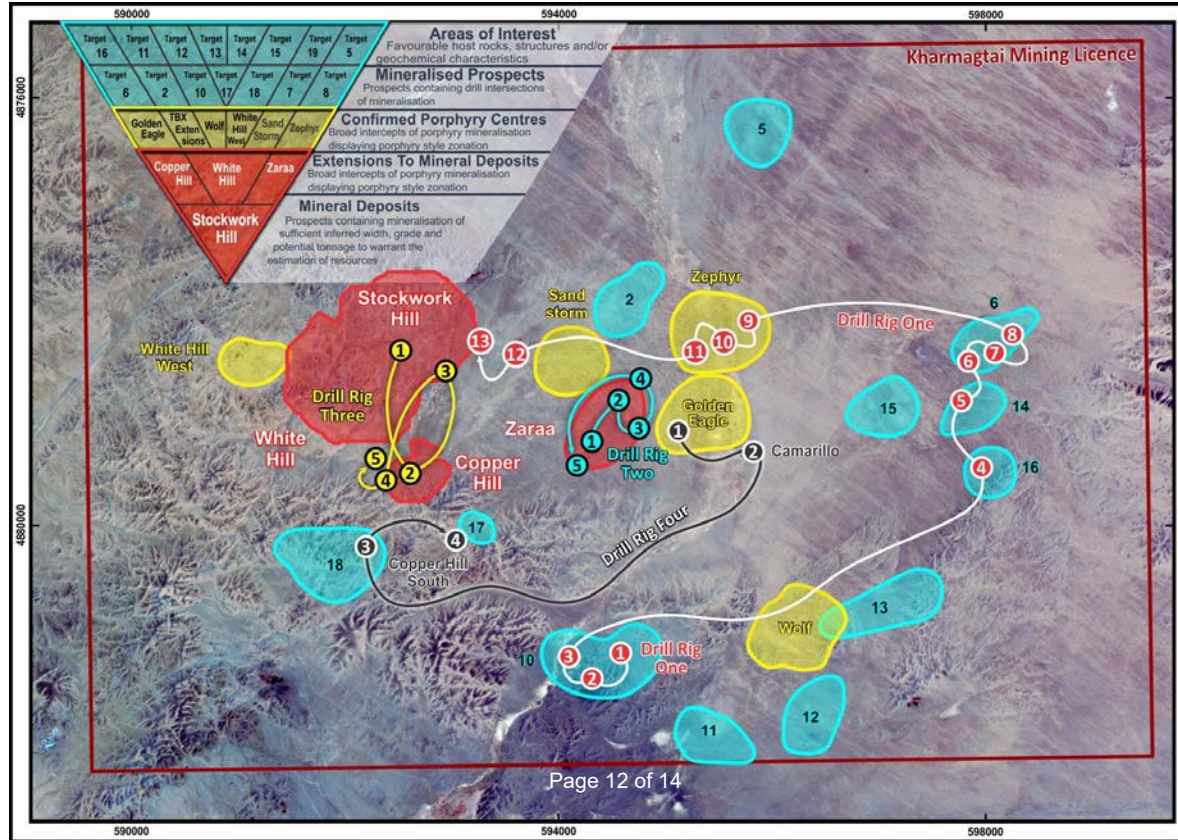 590000
594000
598000
Kharmagtai Mining Licence
Target 16
Target 11
Target 12
Target 13
Target 14
Target 15
Target 19
Target 5
Areas of Interest
Favourable host rocks, structures and/or
geochemical characteristics
Target 6
Target 2
Target 10
Target 17
Target 18
Target 7
Target 8
Mineralised Prospects
Prospects containing drill intersections
of mineralisation
Golden Eagle
TBX Extensions
Wolf
White Hill West
Sand Storm
Zephyr
Confirmed Porphyry Centres
Broad intercepts of porphyry mineralisation
displaying porphyry style zonation
Copper Hill
White Hill
Zaraa
Extensions To Mineral Deposits
Broad intercepts of porphyry mineralisation
displaying porphyry style zonation
Stockwork Hill
Mineral Deposits
Prospects containing mineralisation of
sufficient inferred width, grade and
potential tonnage to warrant the
estimation of resources
4876000
4876000
5
Stockwork
Hill
Sand
storm
2
Zephyr
6
9
Drill Rig One
8
13
12
11
10
7
6
White Hill
West
1
3
Drill Rig
Three
4
2
Golden
Eagle
15
5
14
White
Hill
Zaraa
1
3
1
2
Camarillo
5
Drill Rig
Two
4
16
5
4
2
Copper
Hill
4880000
4880000
17
18
3
4
Copper Hill
South
Drill Rig Four
13
Wolf
10
3
1
2
Drill Rig
One
11
12
Page 12 of 14
590000
594000
598000